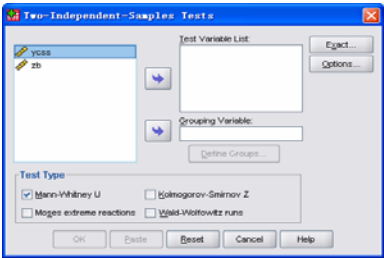 Two-Independent-Samples Tests
ycss
zb
Test Variable List:
Exact...
Options...
Grouping Variable:
Define Groups...
Test Type
Mann-Whitney U
Kolmogorov-Smirnov Z
Moses extreme reactions
Wald-Wolfowitz runs
OK
Paste
Reset
Cancel
Help